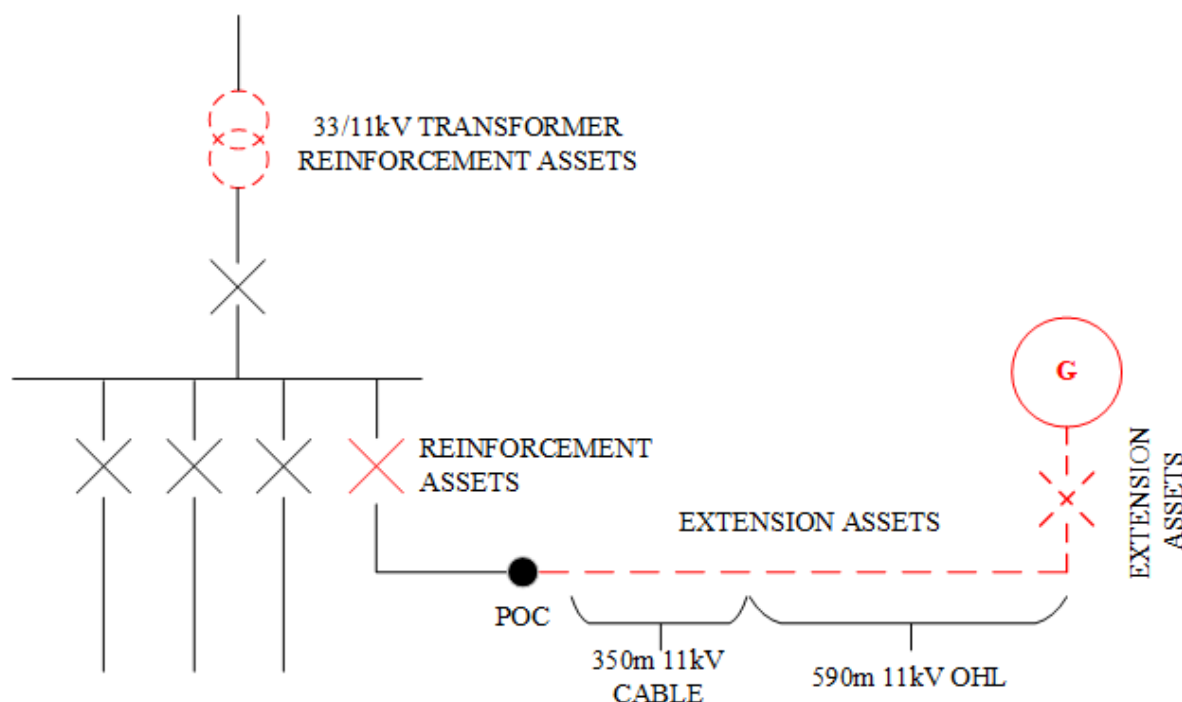 33/11kV TRANSFORMER
REINFORCEMENT ASSETS
G
REINFORCEMENT
ASSETS
EXTENSION ASSETS
EXTENSION
ASSETS
POC
350m 11kV
CABLE
590m 11kV OHL